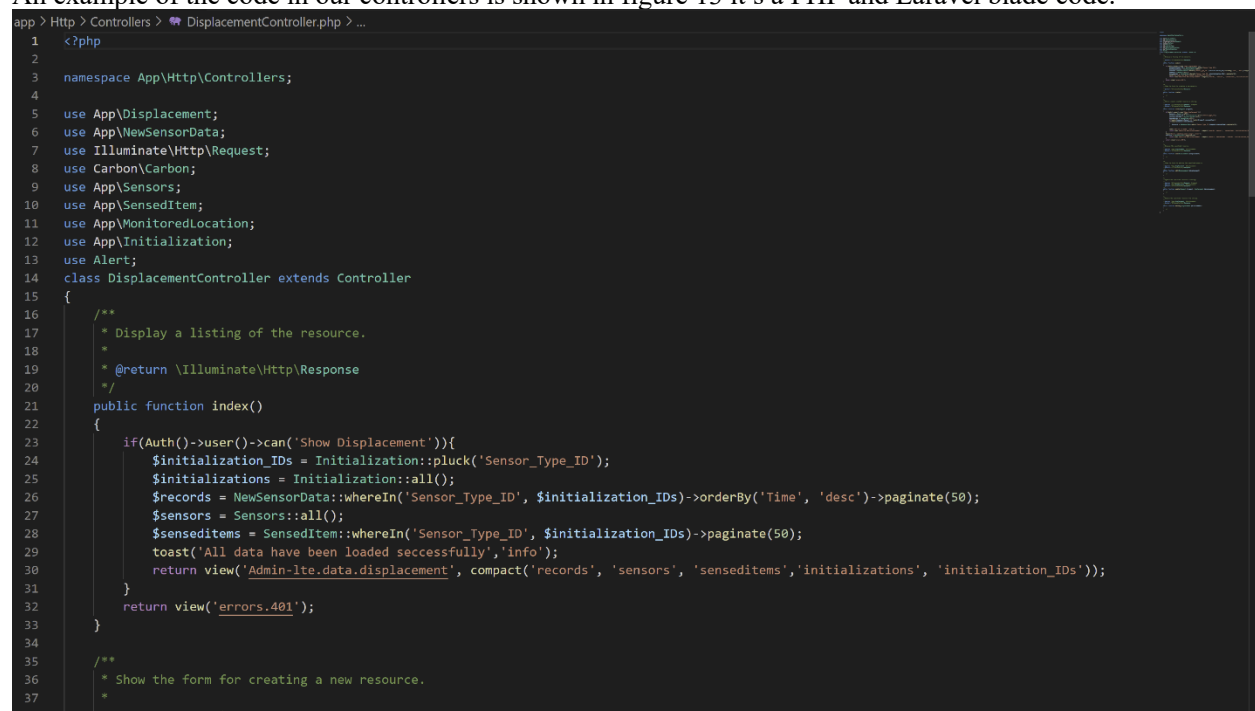 An example of the code in our controllers is shown in figure 15 it's a PHP and Laravel blade code.
app > Http > Controllers > DisplacementController.php > ...
1 <?php
2
3 namespace App\Http\Controllers;
4
5 use App\Displacement;
6 use App\NewSensorData;
7 use Illuminate\Http\Request;
8 use Carbon\Carbon;
9 use App\Sensors;
10 use App\SensedItem;
11 use App\MonitoredLocation;
12 use App\Initialization;
13 use Alert;
14 class DisplacementController extends Controller
15 {
16 /**
17 * Display a listing of the resource.
18 *
19 * @return \Illuminate\Http\Response
20 */
21 public function index()
22 {
23 if(Auth()->user()->can('Show Displacement')){
24 $initialization_IDs = Initialization::pluck('Sensor_Type_ID');
25 $initializations = Initialization::all();
26 $records = NewSensorData::whereIn('Sensor_Type_ID', $initialization_IDs)->orderBy('Time', 'desc')->paginate(50);
27 $sensors = Sensors::all();
28 $senseditems = SensedItem::whereIn('Sensor_Type_ID', $initialization_IDs)->paginate(50);
29 toast('All data have been loaded seccessfully','info');
30 return view('Admin-lte.data.displacement', compact('records', 'sensors', 'senseditems','initializations', 'initialization_IDs'));
31 }
32 return view('errors.401');
33 }
34
35 /**
36 * Show the form for creating a new resource.
37 *